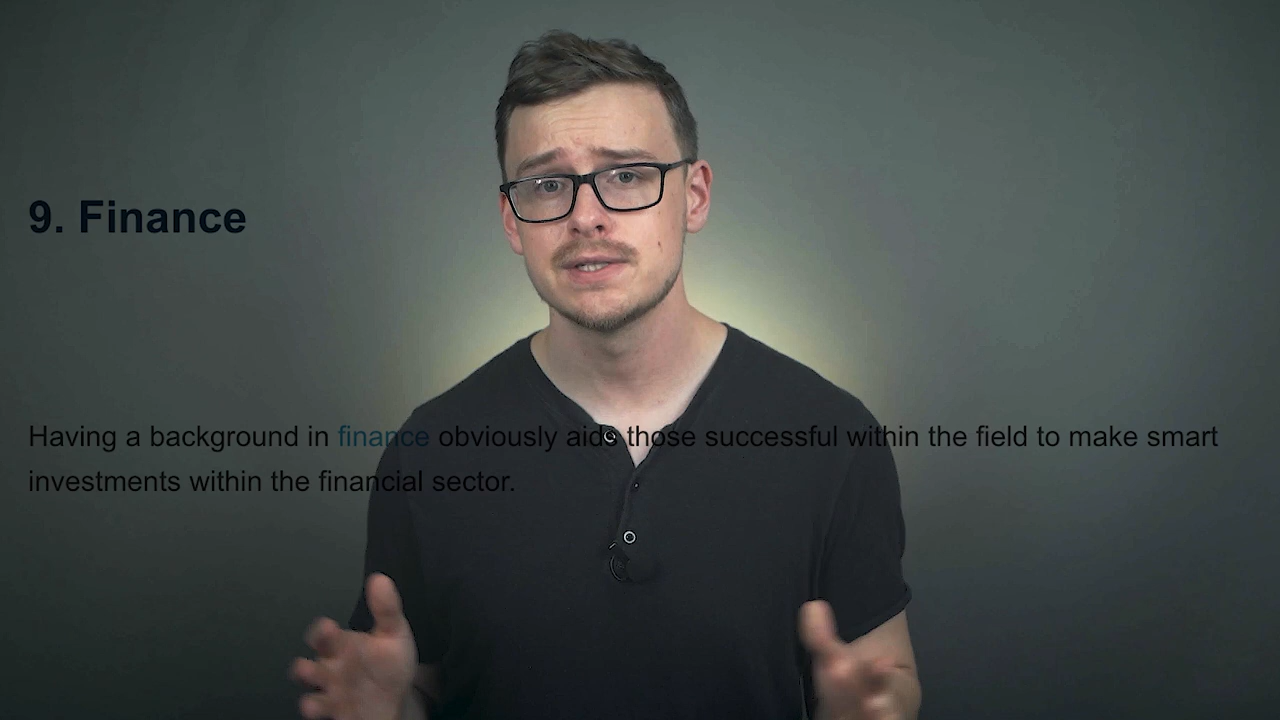 9. Finance
Having a background in finance obviously aids those successful within the field to make smart
investments within the financial sector.